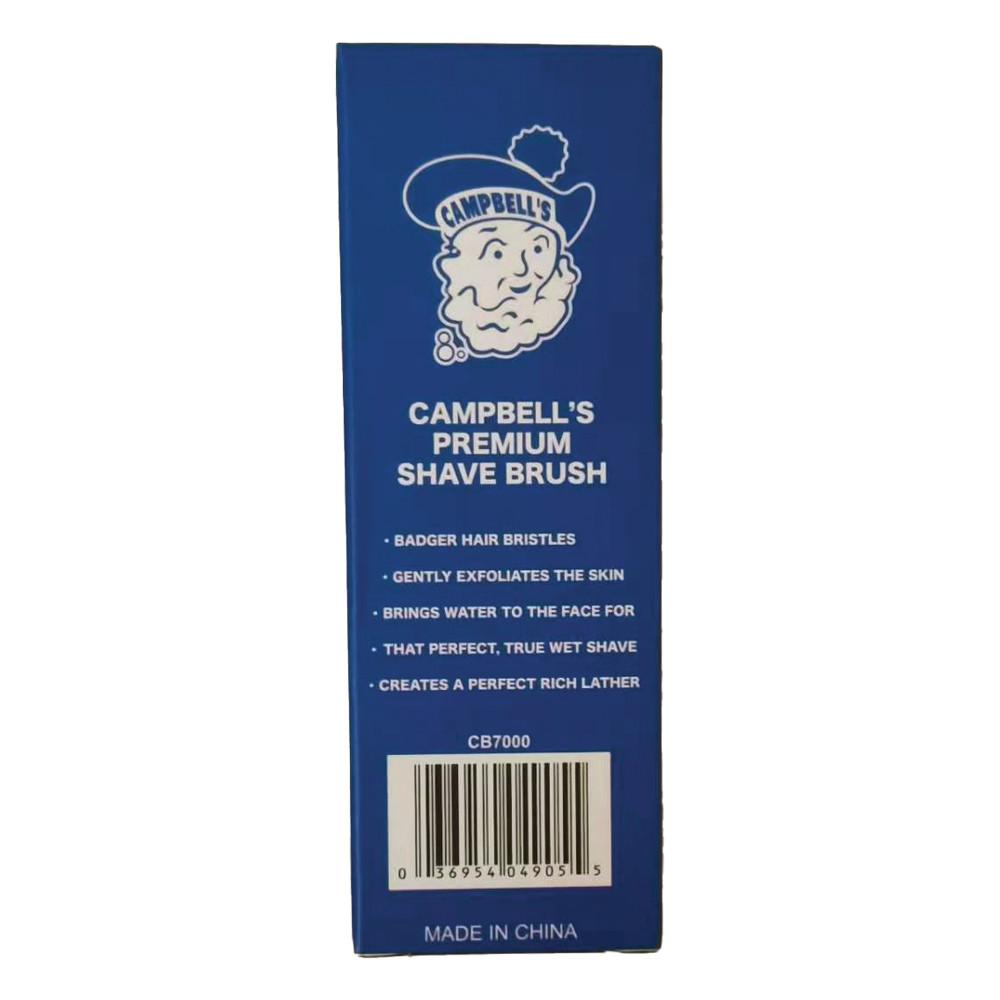 CAMPBELL'S
CAMPBELL'S
PREMIUM
SHAVE BRUSH
• BADGER HAIR BRISTLES
• GENTLY EXFOLIATES THE SKIN
• BRINGS WATER TO THE FACE FOR
• THAT PERFECT, TRUE WET SHAVE
• CREATES A PERFECT RICH LATHER
CB7000
0 36954 04905 5
MADE IN CHINA